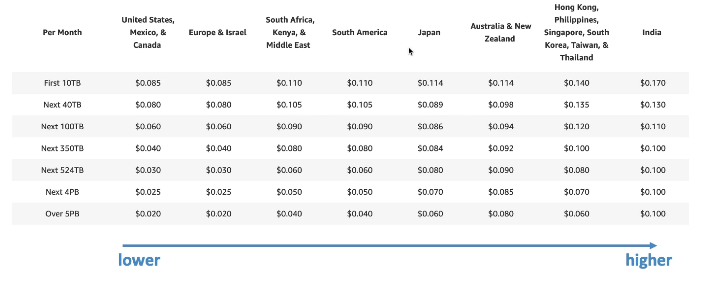 Per Month United States, Mexico, & Canada Europe & Israel South Africa, Kenya, & Middle East South America Japan Australia & New Zealand Hong Kong, Philippines, Singapore, South Korea, Taiwan, & Thailand India
First 10TB $0.085 $0.085 $0.110 $0.110 $0.114 $0.114 $0.140 $0.170
Next 40TB $0.080 $0.080 $0.105 $0.105 $0.089 $0.098 $0.135 $0.130
Next 100TB $0.060 $0.060 $0.090 $0.090 $0.086 $0.094 $0.120 $0.110
Next 350TB $0.040 $0.040 $0.080 $0.080 $0.084 $0.092 $0.100 $0.100
Next 524TB $0.030 $0.030 $0.060 $0.060 $0.080 $0.090 $0.080 $0.100
Next 4PB $0.025 $0.025 $0.050 $0.050 $0.070 $0.085 $0.070 $0.100
Over 5PB $0.020 $0.020 $0.040 $0.040 $0.060 $0.080 $0.060 $0.100
lower higher